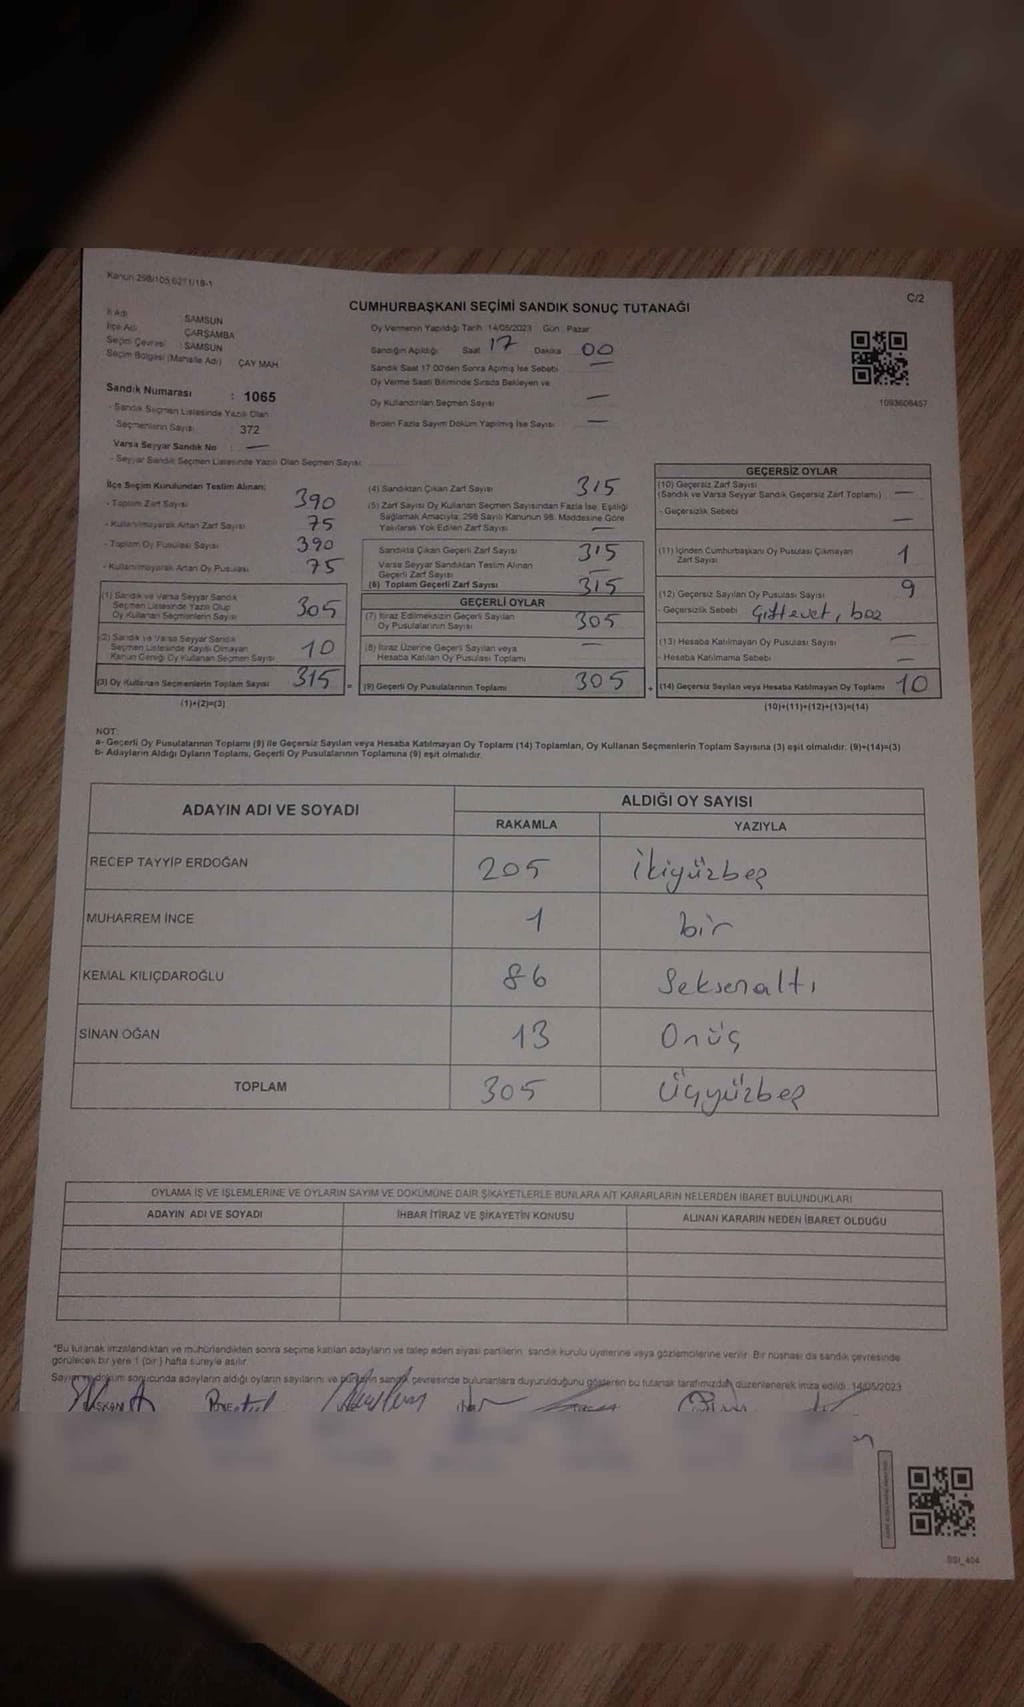 Kanun 298/105,6271/18-1
C/2
CUMHURBAŞKANI SEÇİMİ SANDIK SONUÇ TUTANAĞI
İl Adı SAMSUN
İlçe Adı ÇARŞAMBA
Seçim Çevresi : SAMSUN
Seçim Bölgesi (Mahalle Adı) ÇAY MAH
Sandık Numarası : 1065
- Sandık Seçmen Listesinde Yazılı Olan
Seçmenlerin Sayısı 372
Varsa Seyyar Sandık No : —
- Seyyar Sandık Seçmen Listesinde Yazılı Olan Seçmen Sayısı
Oy Vermenin Yapıldığı Tarih: 14/05/2023 Gün : Pazar
Sandığın Açıldığı Saat 17 Dakika 00
Sandık Saat 17.00'den Sonra Açımış İse Sebebi —
Oy Verme Saati Bitiminde Sırada Bekleyen ve
Oy Kullandırılan Seçmen Sayısı —
Birden Fazla Sayım Döküm Yapılmış İse Sayısı —
1093606457
İlçe Seçim Kurulundan Teslim Alınan:
- Toplam Zarf Sayısı 390
- Kullanılmayarak Artan Zarf Sayısı 75
- Toplam Oy Pusulası Sayısı 390
- Kullanılmayarak Artan Oy Pusulası 75
(1) Sandık ve Varsa Seyyar Sandık
Seçmen Listesinde Yazılı Olup
Oy Kullanan Seçmenlerin Sayısı 305
(2) Sandık ve Varsa Seyyar Sandık
Seçmen Listesinde Kayıtlı Olmayan
Kanun Gereği Oy Kullanan Seçmen Sayısı 10
(3) Oy Kullanan Seçmenlerin Toplam Sayısı 315 =
(1)+(2)=(3)
(4) Sandıktan Çıkan Zarf Sayısı 315
(5) Zarf Sayısı Oy Kullanan Seçmen Sayısından Fazla İse, Eşitliği
Sağlamak Amacıyla; 298 Sayılı Kanunun 98. Maddesine Göre
Yakılarak Yok Edilen Zarf Sayısı —
Sandıkta Çıkan Geçerli Zarf Sayısı 315
Varsa Seyyar Sandıktan Teslim Alınan
Geçerli Zarf Sayısı —
(6) Toplam Geçerli Zarf Sayısı 315
GEÇERLİ OYLAR
(7) İtiraz Edilmeksizin Geçerli Sayılan
Oy Pusulalarının Sayısı 305
(8) İtiraz Üzerine Geçerli Sayılan veya
Hesaba Katılan Oy Pusulası Toplamı —
(9) Geçerli Oy Pusulalarının Toplamı 305 +
GEÇERSİZ OYLAR
(10) Geçersiz Zarf Sayısı
(Sandık ve Varsa Seyyar Sandık Geçersiz Zarf Toplamı) —
- Geçersizlik Sebebi —
(11) İçinden Cumhurbaşkanı Oy Pusulası Çıkmayan
Zarf Sayısı 1
(12) Geçersiz Sayılan Oy Pusulası Sayısı 9
- Geçersizlik Sebebi Çiftevet, boş
(13) Hesaba Katılmayan Oy Pusulası Sayısı —
- Hesaba Katılmama Sebebi —
(14) Geçersiz Sayılan veya Hesaba Katılmayan Oy Toplamı 10
(10)+(11)+(12)+(13)=(14)
NOT:
a- Geçerli Oy Pusulalarının Toplamı (9) ile Geçersiz Sayılan veya Hesaba Katılmayan Oy Toplamı (14) Toplamları, Oy Kullanan Seçmenlerin Toplam Sayısına (3) eşit olmalıdır. (9)+(14)=(3)
b- Adayların Aldığı Oyların Toplamı, Geçerli Oy Pusulalarının Toplamına (9) eşit olmalıdır.
ADAYIN ADI VE SOYADI ALDIĞI OY SAYISI
RAKAMLA YAZIYLA
RECEP TAYYİP ERDOĞAN 205 ikiyüzbeş
MUHARREM İNCE 1 bir
KEMAL KILIÇDAROĞLU 86 Seksenaltı
SİNAN OĞAN 13 Onüç
TOPLAM 305 Üçyüzbeş
OYLAMA İŞ VE İŞLEMLERİNE VE OYLARIN SAYIM VE DÖKÜMÜNE DAİR ŞİKAYETLERLE BUNLARA AİT KARARLARIN NELERDEN İBARET BULUNDUKLARI
ADAYIN ADI VE SOYADI İHBAR İTİRAZ VE ŞİKAYETİN KONUSU ALINAN KARARIN NEDEN İBARET OLDUĞU
*Bu tutanak imzalandıktan ve mühürlendikten sonra seçime katılan adayların ve talep eden siyasi partilerin, sandık kurulu üyelerine veya gözlemcilerine verilir. Bir nüshası da sandık çevresinde
görülecek bir yere 1 (bir) hafta süreyle asılır.
Sayım ve döküm sonucunda adayların aldığı oyların sayılarını ve bunların sandık çevresinde bulunanlara duyurulduğunu gösteren bu tutanak tarafımızdan düzenlenerek imza edildi. 14/05/2023
BAŞKAN
SSI_404